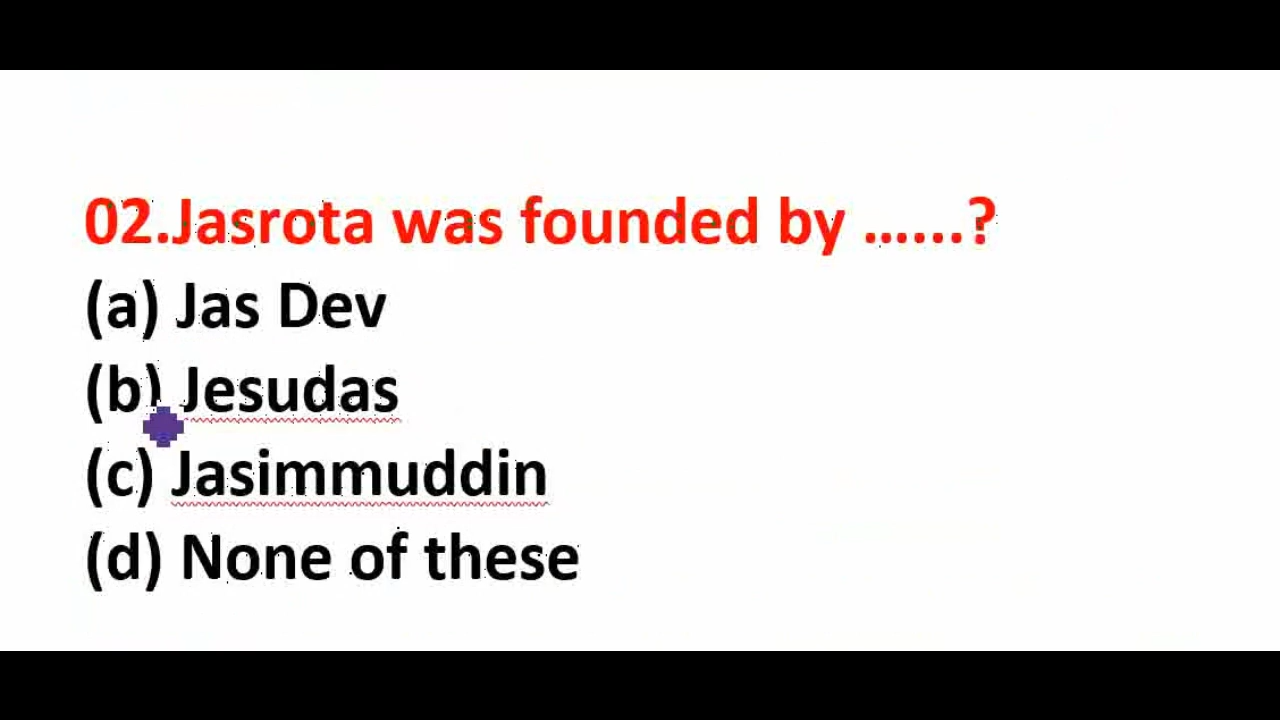 02.Jasrota was founded by ......?
(a) Jas Dev
(b) Jesudas
(c) Jasimmuddin
(d) None of these